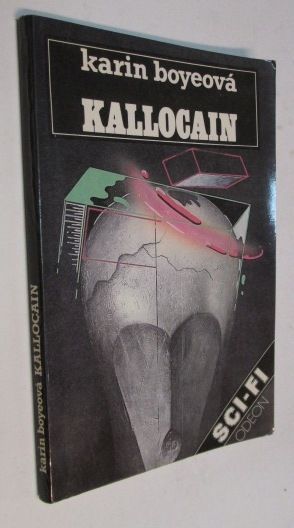 karin boyeová
KALLOCAIN
SCI-FI
ODEON
karin boyeová KALLOCAIN